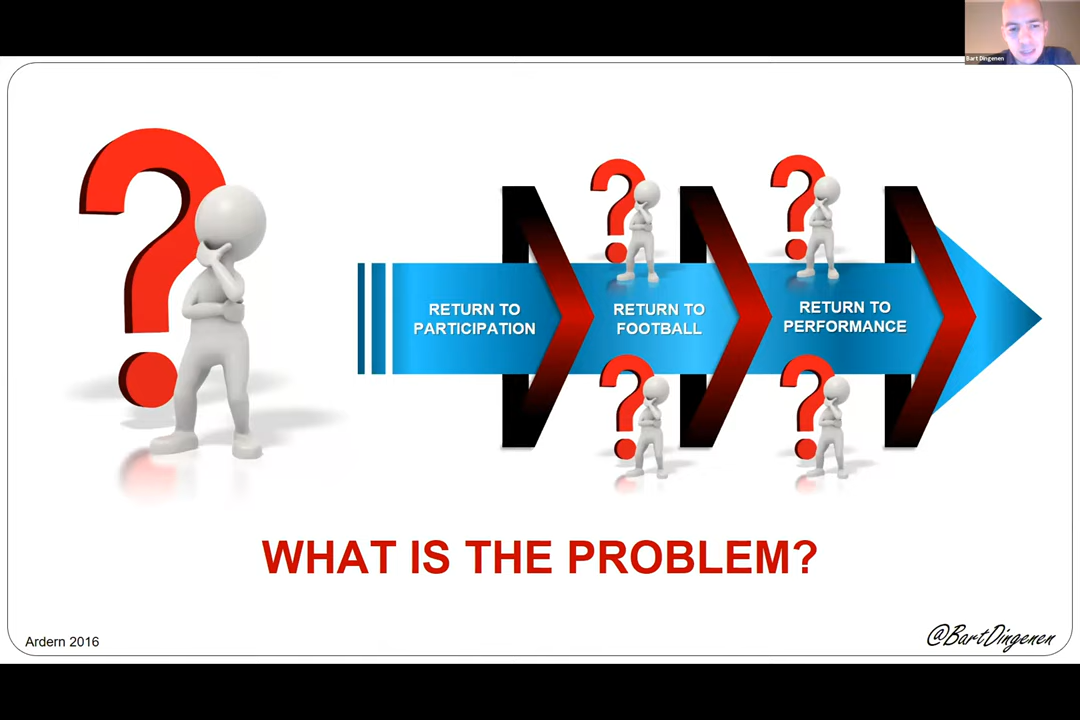 Bart Dingenen
RETURN TO
PARTICIPATION
RETURN TO
FOOTBALL
RETURN TO
PERFORMANCE
WHAT IS THE PROBLEM?
Ardern 2016
@BartDingenen